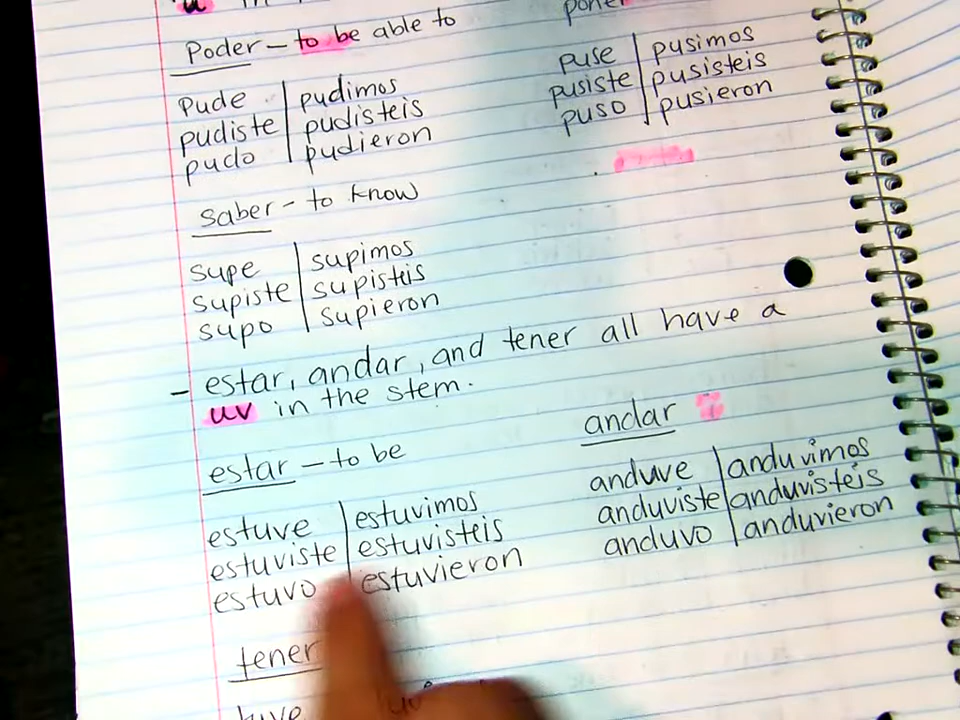 u in
Poder - to be able to
poner
pude | pudimos
pudiste | pudisteis
pudo | pudieron
puse | pusimos
pusiste | pusisteis
puso | pusieron
saber - to know
supe | supimos
supiste | supisteis
supo | supieron
- estar, andar, and tener all have a
uv in the stem.
estar - to be
andar
estuve | estuvimos
estuviste | estuvisteis
estuvo | estuvieron
anduve | anduvimos
anduviste | anduvisteis
anduvo | anduvieron
tener
tuve